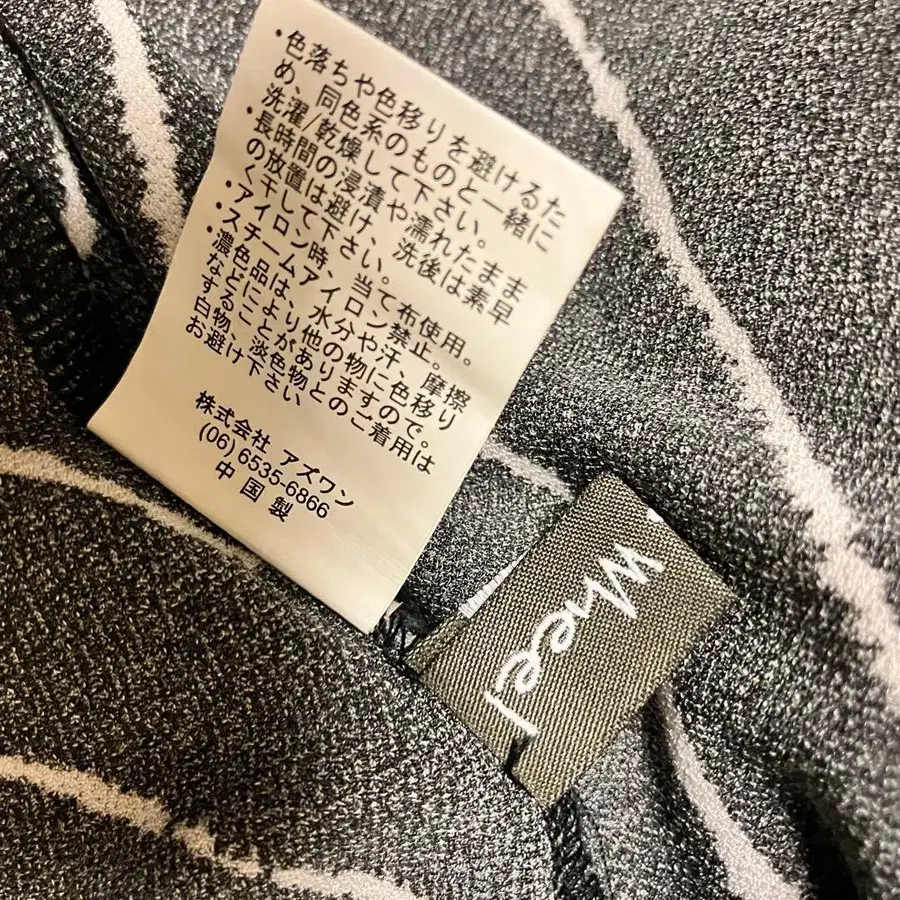 ・色落ちや色移りを避けるた
め、同色系のものと一緒に
洗濯/乾燥して下さい。
・長時間の浸漬や濡れたまま
の放置は避け、洗後は素早
く干して下さい。
・アイロン時、当て布使用。
・スチームアイロン禁止。
・濃色品は、水分や汗、摩擦
などにより他の物に色移り
することがありますので。
白物、淡色物とのご着用は
お避け下さい
株式会社 アズワン
(06) 6535-6866
中国製
Wheel